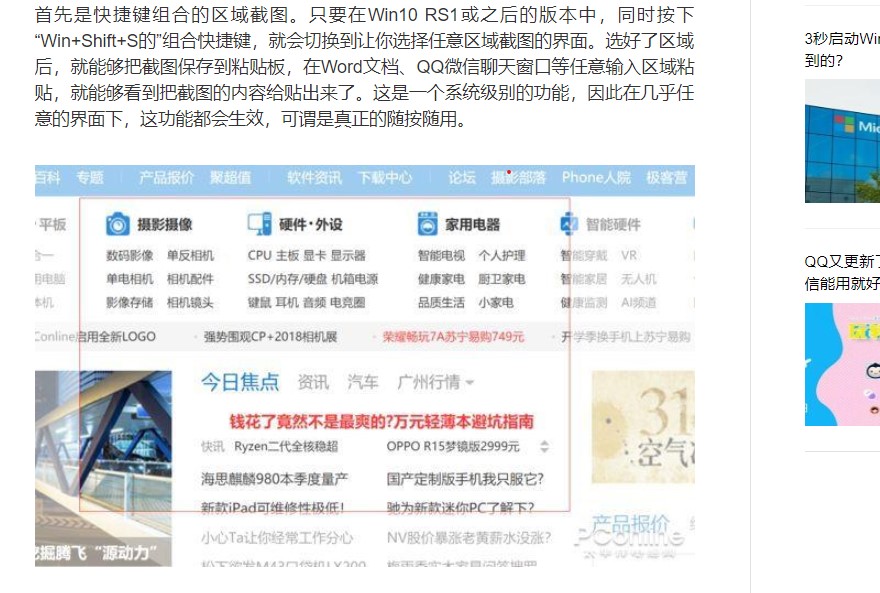 首先是快捷键组合的区域截图。只要在Win10 RS1或之后的版本中，同时按下
“Win+Shift+S的”组合快捷键，就会切换到让你选择任意区域截图的界面。选好了区域
后，就能够把截图保存到粘贴板，在Word文档、QQ微信聊天窗口等任意输入区域粘
贴，就能够看到把截图的内容给贴出来了。这是一个系统级别的功能，因此在几乎任
意的界面下，这功能都会生效，可谓是真正的随按随用。
百科 专题 产品报价 聚超值 软件资讯 下载中心 论坛 摄影部落 Phone人院 极客营
平板 摄影摄像 硬件·外设 家用电器 智能硬件
合一 数码影像 单反相机 CPU 主板 显卡 显示器 智能电视 个人护理 智能穿戴 VR
用电脑 单电相机 相机配件 SSD/内存/硬盘 机箱电源 健康家电 厨卫家电 智能家居 无人机
体机 影像存储 相机镜头 键鼠 耳机 音频 电竞圈 品质生活 小家电 健康监测 AI频道
Conline启用全新LOGO 强势围观CP+2018相机展 荣耀畅玩7A苏宁易购749元 开学季换手机上苏宁易购
今日焦点 资讯 汽车 广州行情
钱花了竟然不是最爽的?万元轻薄本避坑指南
快讯 Ryzen二代全核稳超 OPPO R15梦镜版2999元
海思麒麟980本季度量产 国产定制版手机我只服它?
新款iPad可维修性极低! 驰为新款迷你PC了解下?
小心Ta让你经常工作分心 NV股价暴涨老黄薪水没涨?
挖掘腾飞“源动力”
31
空气
产品报价
PConline
太平洋电脑网
3秒启动Win
到的?
Mic
QQ又更新了
信能用就好